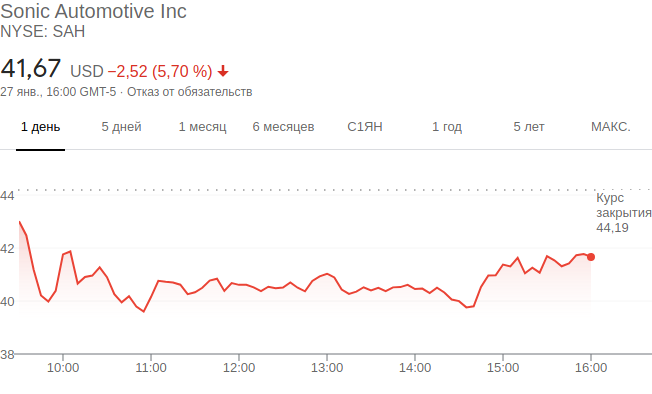 Sonic Automotive Inc
NYSE: SAH
41,67 USD −2,52 (5,70 %)
27 янв., 16:00 GMT-5 · Отказ от обязательств
1 день 5 дней 1 месяц 6 месяцев С1ЯН 1 год 5 лет МАКС.
44
Курс
закрытия
44,19
42
40
38
10:00 11:00 12:00 13:00 14:00 15:00 16:00